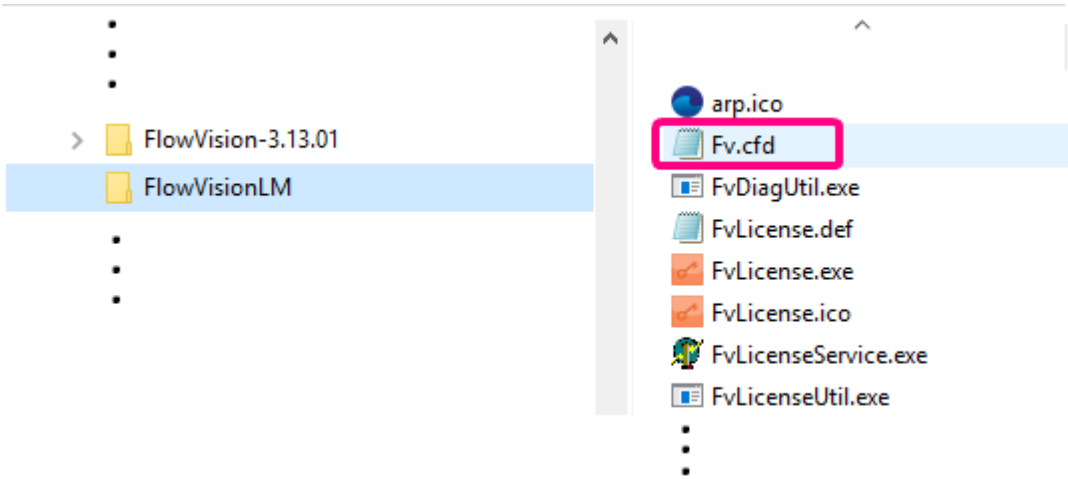 FlowVision-3.13.01
FlowVisionLM
arp.ico
Fv.cfd
FvDiagUtil.exe
FvLicense.def
FvLicense.exe
FvLicense.ico
FvLicenseService.exe
FvLicenseUtil.exe